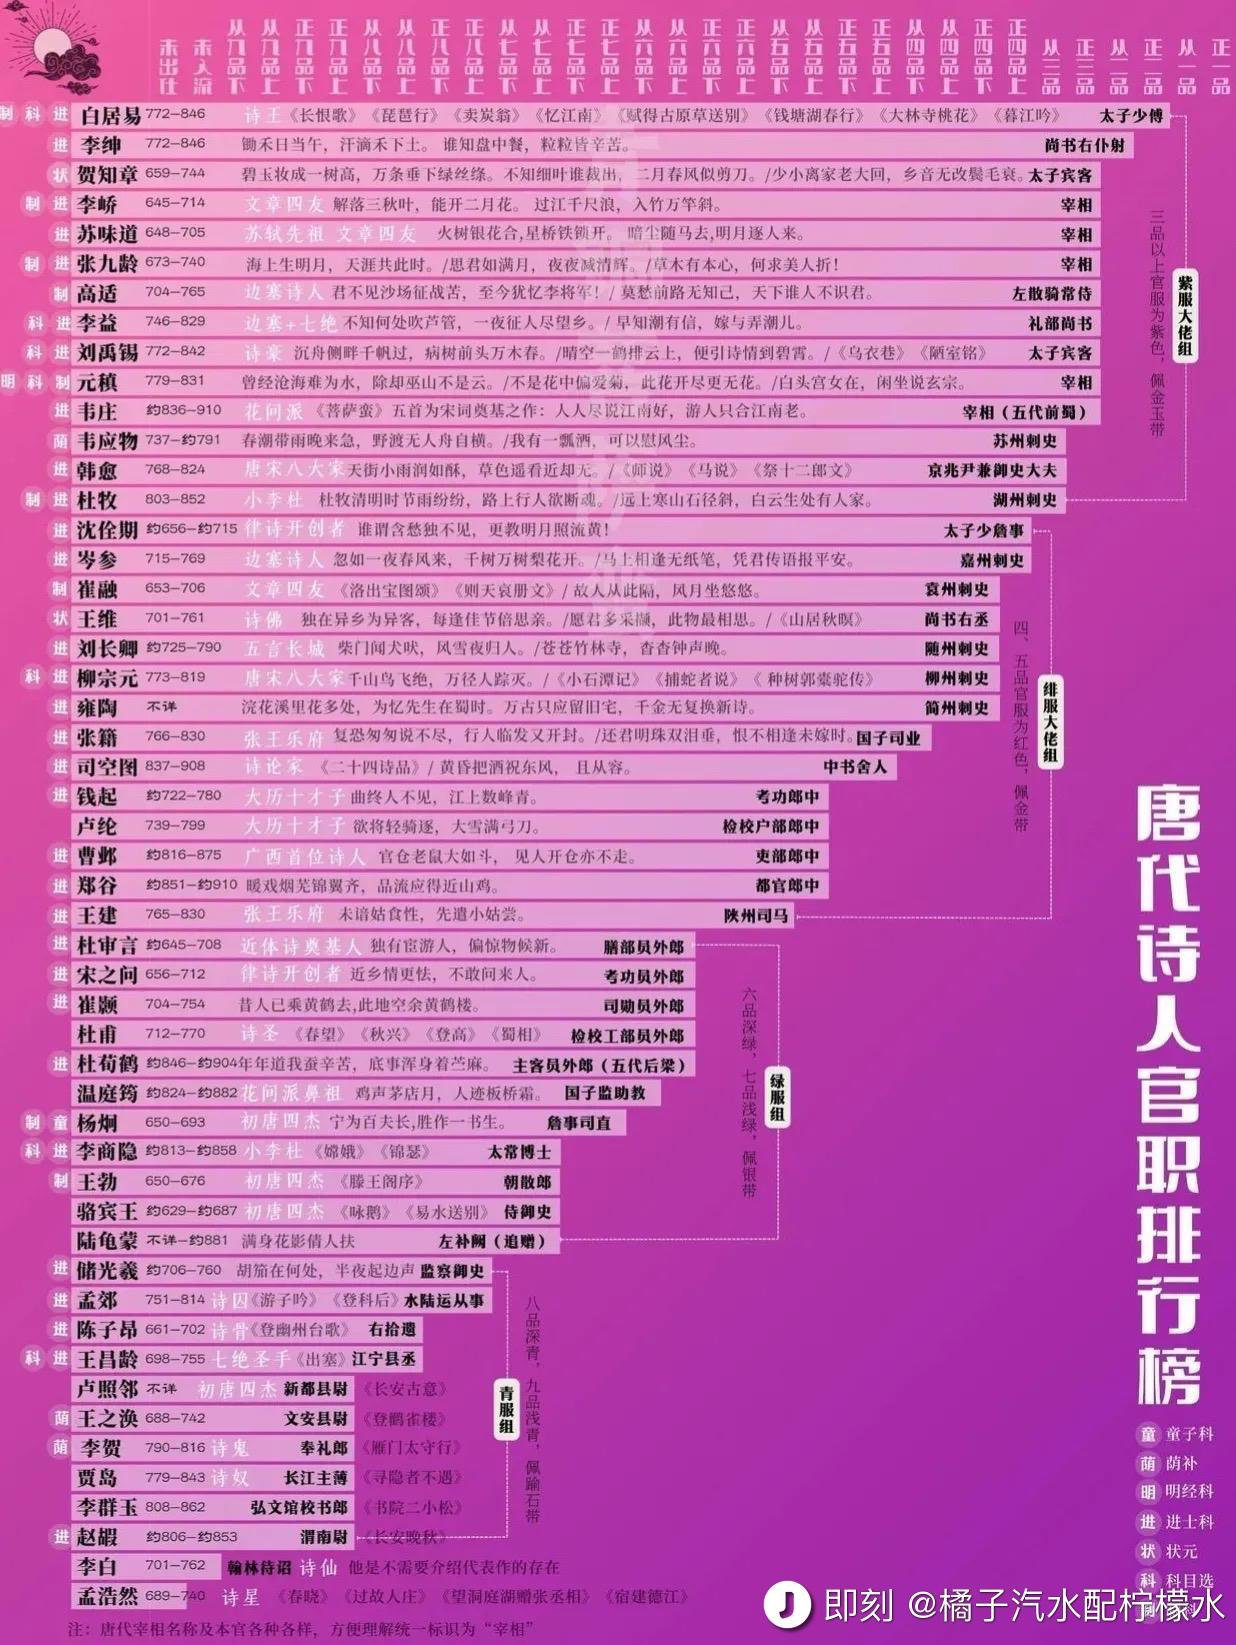 未出仕 未入流 从九品下 从九品上 正九品下 正九品上 从八品下 从八品上 正八品下 正八品上 从七品下 从七品上 正七品下 正七品上 从六品下 从六品上 正六品下 正六品上 从五品下 从五品上 正五品下 正五品上 从四品下 从四品上 正四品下 正四品上 从三品 正三品 从二品 正二品 从一品 正一品
制 科 进 白居易 772-846 诗王《长恨歌》《琵琶行》《卖炭翁》《忆江南》《赋得古原草送别》《钱塘湖春行》《大林寺桃花》《暮江吟》 太子少傅
进 李绅 772-846 锄禾日当午，汗滴禾下土。 谁知盘中餐，粒粒皆辛苦。 尚书右仆射
状 贺知章 659-744 碧玉妆成一树高，万条垂下绿丝绦。不知细叶谁裁出，二月春风似剪刀。/少小离家老大回，乡音无改鬓毛衰。太子宾客
制 进 李峤 645-714 文章四友 解落三秋叶，能开二月花。 过江千尺浪，入竹万竿斜。 宰相
进 苏味道 648-705 苏轼先祖 文章四友 火树银花合,星桥铁锁开。 暗尘随马去,明月逐人来。 宰相
制 进 张九龄 673-740 海上生明月，天涯共此时。/思君如满月，夜夜减清辉。/草木有本心，何求美人折！ 宰相
制 高适 704-765 边塞诗人 君不见沙场征战苦，至今犹忆李将军！/ 莫愁前路无知己，天下谁人不识君。 左散骑常侍
科 进 李益 746-829 边塞+七绝 不知何处吹芦管，一夜征人尽望乡。/ 早知潮有信，嫁与弄潮儿。 礼部尚书
科 进 刘禹锡 772-842 诗豪 沉舟侧畔千帆过，病树前头万木春。/晴空一鹤排云上，便引诗情到碧霄。/《乌衣巷》《陋室铭》 太子宾客
明 科 制 元稹 779-831 曾经沧海难为水，除却巫山不是云。/不是花中偏爱菊，此花开尽更无花。/白头宫女在，闲坐说玄宗。 宰相
进 韦庄 约836-910 花间派《菩萨蛮》五首为宋词奠基之作：人人尽说江南好，游人只合江南老。 宰相（五代前蜀）
荫 韦应物 737-约791 春潮带雨晚来急，野渡无人舟自横。/我有一瓢酒，可以慰风尘。 苏州刺史
进 韩愈 768-824 唐宋八大家天街小雨润如酥，草色遥看近却无。/《师说》《马说》《祭十二郎文》 京兆尹兼御史大夫
制 进 杜牧 803-852 小李杜 杜牧清明时节雨纷纷，路上行人欲断魂。/远上寒山石径斜，白云生处有人家。 湖州刺史
三品以上官服为紫色，佩金玉带
紫服大佬组
进 沈佺期 约656-约715 律诗开创者 谁谓含愁独不见，更教明月照流黄！ 太子少詹事
进 岑参 715-769 边塞诗人 忽如一夜春风来，千树万树梨花开。/马上相逢无纸笔，凭君传语报平安。 嘉州刺史
制 崔融 653-706 文章四友《洛出宝图颂》《则天哀册文》/ 故人从此隔，风月坐悠悠。 袁州刺史
状 王维 701-761 诗佛 独在异乡为异客，每逢佳节倍思亲。/愿君多采撷，此物最相思。/《山居秋暝》 尚书右丞
进 刘长卿 约725-790 五言长城 柴门闻犬吠，风雪夜归人。/苍苍竹林寺，杳杳钟声晚。 随州刺史
科 进 柳宗元 773-819 唐宋八大家千山鸟飞绝，万径人踪灭。/《小石潭记》《捕蛇者说》《 种树郭橐驼传》 柳州刺史
进 雍陶 不详 浣花溪里花多处，为忆先生在蜀时。万古只应留旧宅，千金无复换新诗。 简州刺史
进 张籍 766-830 张王乐府 复恐匆匆说不尽，行人临发又开封。/还君明珠双泪垂，恨不相逢未嫁时。国子司业
进 司空图 837-908 诗论家 《二十四诗品》/ 黄昏把酒祝东风， 且从容。 中书舍人
进 钱起 约722-780 大历十才子 曲终人不见，江上数峰青。 考功郎中
卢纶 739-799 大历十才子 欲将轻骑逐，大雪满弓刀。 检校户部郎中
进 曹邺 约816-875 广西首位诗人 官仓老鼠大如斗， 见人开仓亦不走。 吏部郎中
进 郑谷 约851-约910 暖戏烟芜锦翼齐，品流应得近山鸡。 都官郎中
进 王建 765-830 张王乐府 未谙姑食性，先遣小姑尝。 陕州司马
四、五品官服为红色，佩金带
绯服大佬组
进 杜审言 约645-708 近体诗奠基人 独有宦游人，偏惊物候新。 膳部员外郎
进 宋之问 656-712 律诗开创者 近乡情更怯，不敢问来人。 考功员外郎
进 崔颢 704-754 昔人已乘黄鹤去,此地空余黄鹤楼。 司勋员外郎
杜甫 712-770 诗圣 《春望》《秋兴》《登高》《蜀相》 检校工部员外郎
进 杜荀鹤 约846-约904年年道我蚕辛苦，底事浑身着苎麻。 主客员外郎（五代后梁）
温庭筠 约824-约882花间派鼻祖 鸡声茅店月，人迹板桥霜。 国子监助教
制 童 杨炯 650-693 初唐四杰 宁为百夫长,胜作一书生。 詹事司直
科 进 李商隐 约813-约858 小李杜 《嫦娥》《锦瑟》 太常博士
制 王勃 650-676 初唐四杰 《滕王阁序》 朝散郎
骆宾王 约629-约687 初唐四杰 《咏鹅》《易水送别》 侍御史
陆龟蒙 不详-约881 满身花影倩人扶 左补阙（追赠）
六品深绿，七品浅绿，佩银带
绿服组
进 储光羲 约706-760 胡笳在何处，半夜起边声 监察御史
进 孟郊 751-814 诗囚《游子吟》《登科后》水陆运从事
进 陈子昂 661-702 诗骨《登幽州台歌》 右拾遗
科 进 王昌龄 698-755 七绝圣手《出塞》江宁县丞
卢照邻 不详 初唐四杰 新都县尉 《长安古意》
荫 王之涣 688-742 文安县尉 《登鹳雀楼》
荫 李贺 790-816 诗鬼 奉礼郎 《雁门太守行》
贾岛 779-843 诗奴 长江主薄 《寻隐者不遇》
李群玉 808-862 弘文馆校书郎 《书院二小松》
进 赵嘏 约806-约853 渭南尉 《长安晚秋》
八品深青，九品浅青，佩鍮石带
青服组
李白 701-762 翰林待诏 诗仙 他是不需要介绍代表作的存在
孟浩然 689-740 诗星 《春晓》《过故人庄》《望洞庭湖赠张丞相》《宿建德江》
注：唐代宰相名称及本官各种各样，方便理解统一标识为“宰相”
唐代诗人官职排行榜
童 童子科
荫 荫补
明 明经科
进 进士科
状 状元
科 科目选
即刻 @橘子汽水配柠檬水